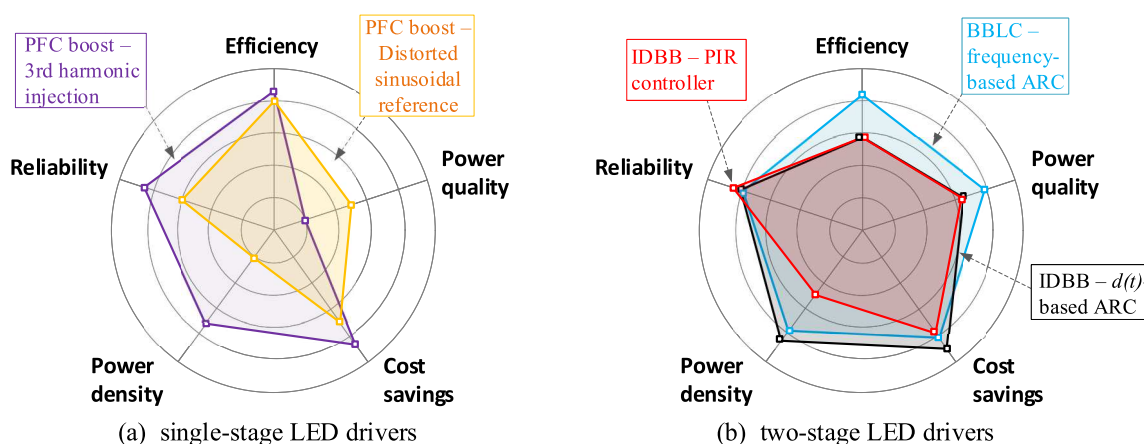 PFC boost –
3rd harmonic
injection
Efficiency
PFC boost –
Distorted
sinusoidal
reference
Reliability
Power
quality
Power
density
Cost
savings
(a) single-stage LED drivers
IDBB – PIR
controller
Efficiency
BBLC –
frequency-
based ARC
Reliability
Power
quality
IDBB – d(t)-
based ARC
Power
density
Cost
savings
(b) two-stage LED drivers